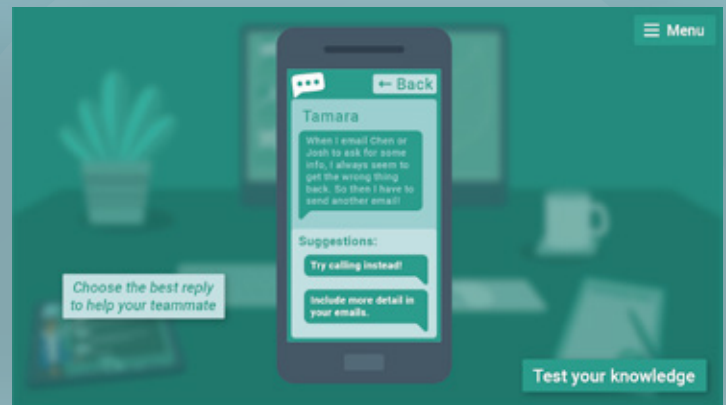 Menu
← Back
Tamara
When I email Chen or
Josh to ask for some
info, I always seem to
get the wrong thing
back. So then I have to
send another email!
Suggestions:
Try calling instead!
Include more detail in
your emails.
Choose the best reply
to help your teammate
Test your knowledge